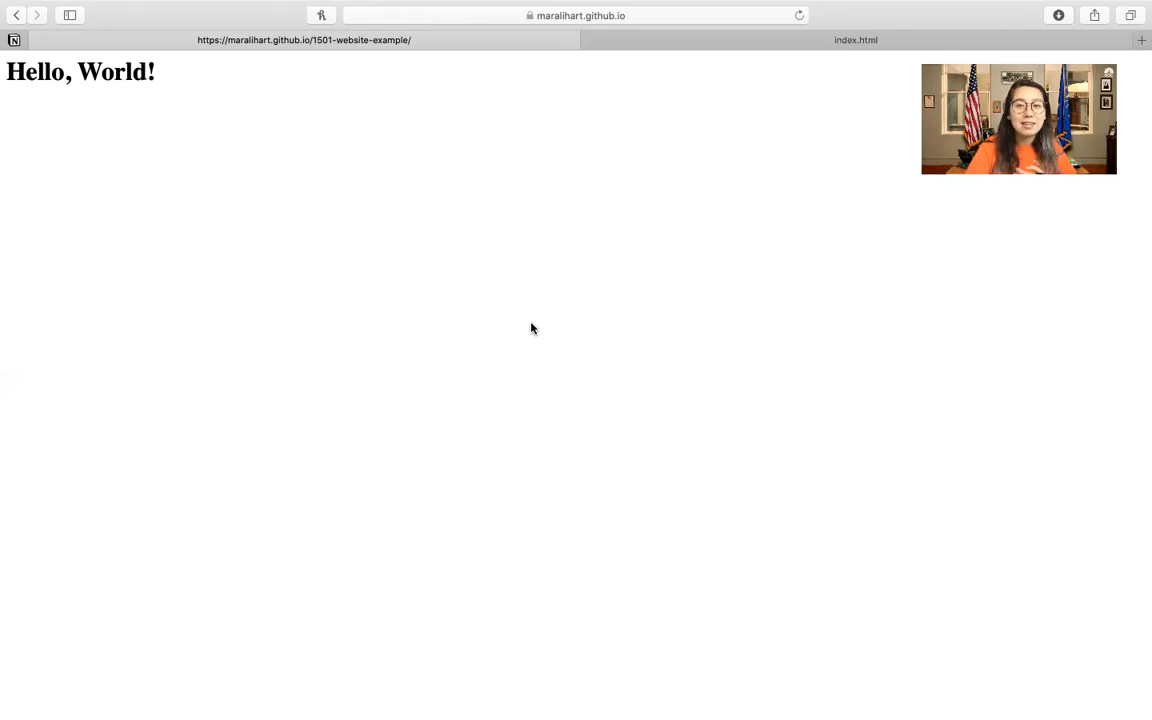 maralihart.github.io
https://maralihart.github.io/1501-website-example/
index.html
Hello, World!